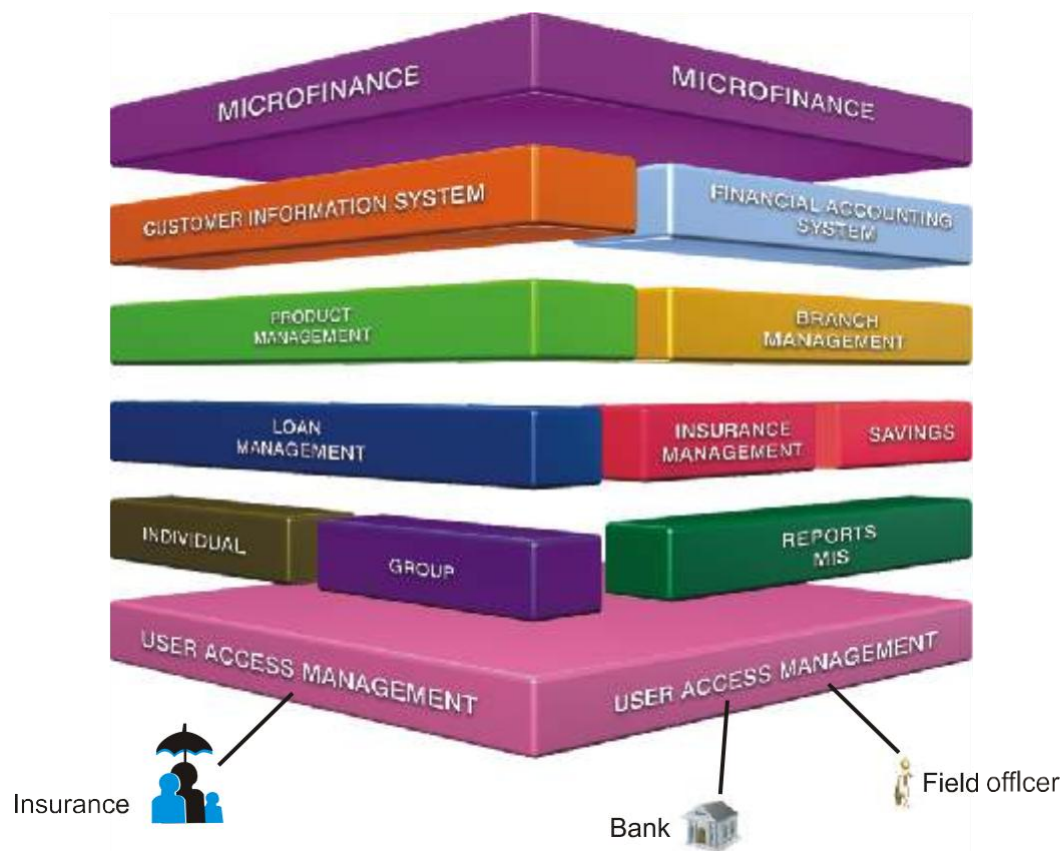 MICROFINANCE
MICROFINANCE
CUSTOMER INFORMATION SYSTEM
FINANCIAL ACCOUNTING
SYSTEM
PRODUCT
MANAGEMENT
BRANCH
MANAGEMENT
LOAN
MANAGEMENT
INSURANCE
MANAGEMENT
SAVINGS
INDIVIDUAL
GROUP
REPORTS
MIS
USER ACCESS MANAGEMENT
USER ACCESS MANAGEMENT
Insurance
Bank
Field offlcer